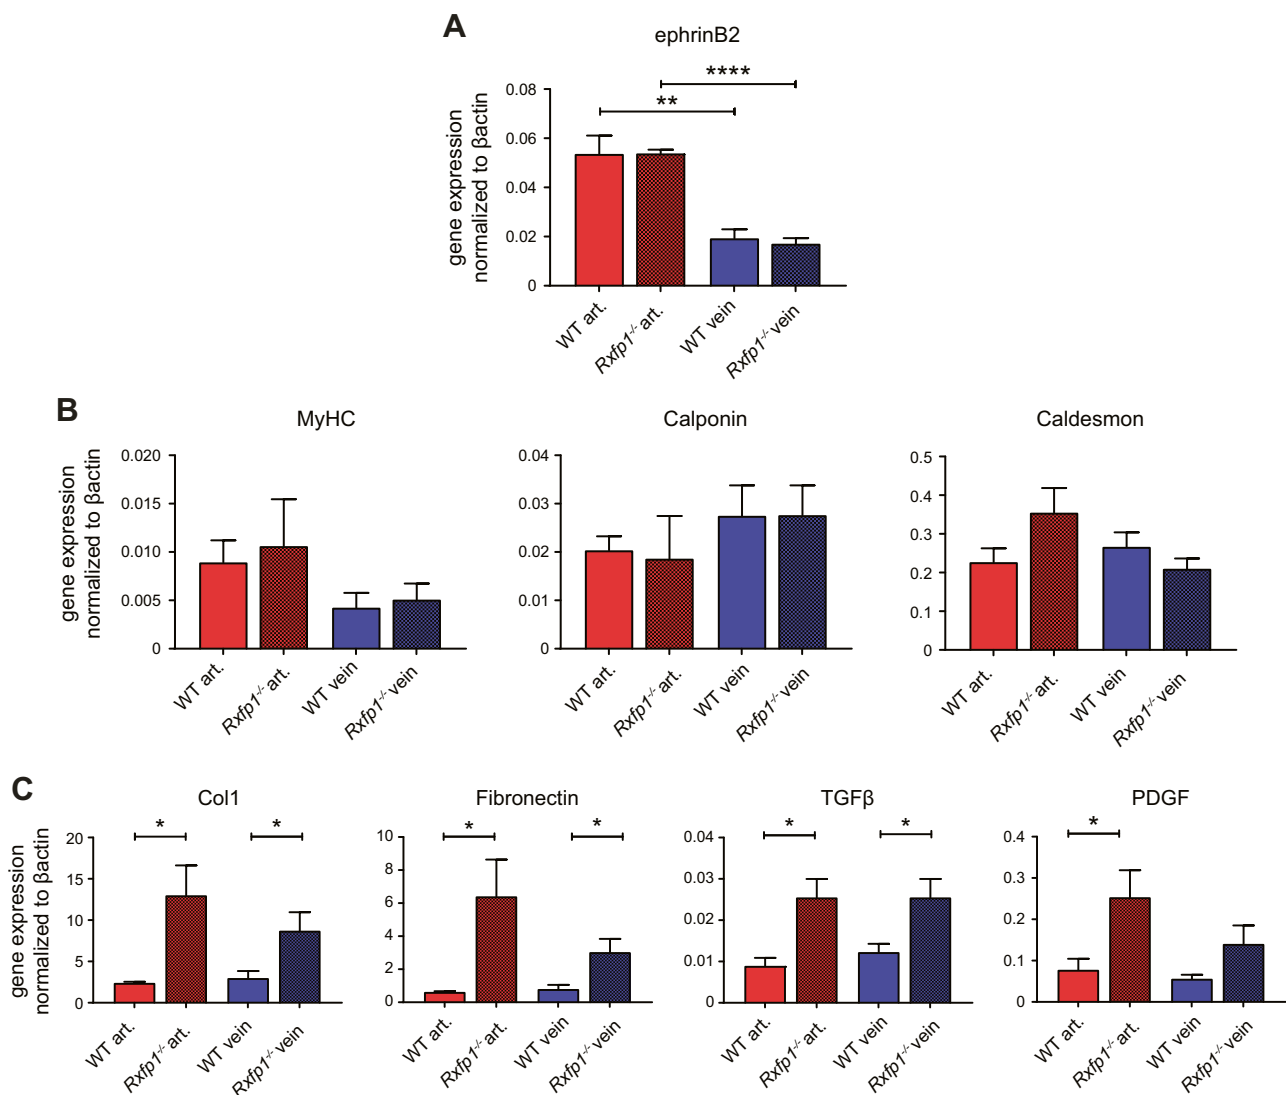 A
ephrinB2
****
**
gene expression
normalized to βactin
0.08
0.06
0.04
0.02
0
WT art.
Rxfp1-/- art.
WT vein
Rxfp1-/- vein
B
MyHC
gene expression
normalized to βactin
0.020
0.015
0.010
0.005
0
WT art.
Rxfp1-/- art.
WT vein
Rxfp1-/- vein
Calponin
0.04
0.03
0.02
0.01
0
WT art.
Rxfp1-/- art.
WT vein
Rxfp1-/- vein
Caldesmon
0.5
0.4
0.3
0.2
0.1
0
WT art.
Rxfp1-/- art.
WT vein
Rxfp1-/- vein
C
Col1
* *
gene expression
normalized to βactin
20
15
10
5
0
WT art.
Rxfp1-/- art.
WT vein
Rxfp1-/- vein
Fibronectin
* *
10
8
6
4
2
0
WT art.
Rxfp1-/- art.
WT vein
Rxfp1-/- vein
TGFβ
* *
0.04
0.03
0.02
0.01
0
WT art.
Rxfp1-/- art.
WT vein
Rxfp1-/- vein
PDGF
*
0.4
0.3
0.2
0.1
0
WT art.
Rxfp1-/- art.
WT vein
Rxfp1-/- vein